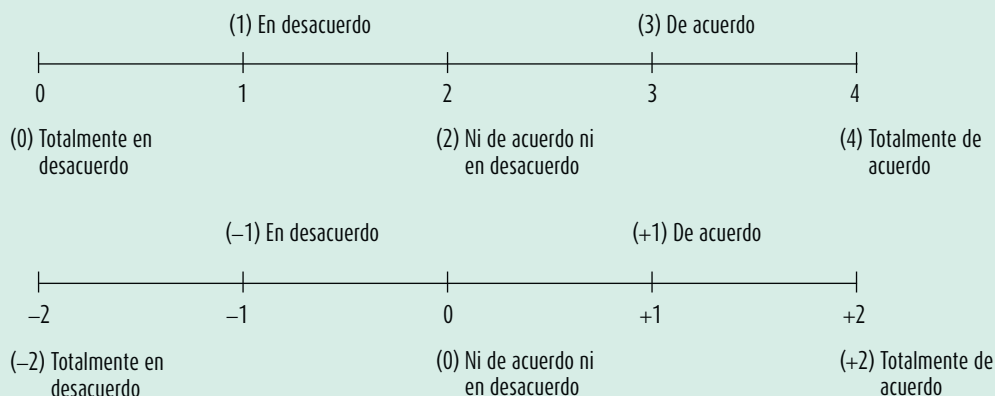 (1) En desacuerdo (3) De acuerdo
0 1 2 3 4
(0) Totalmente en (2) Ni de acuerdo ni (4) Totalmente de
desacuerdo en desacuerdo acuerdo
(–1) En desacuerdo (+1) De acuerdo
–2 –1 0 +1 +2
(–2) Totalmente en (0) Ni de acuerdo ni (+2) Totalmente de
desacuerdo en desacuerdo acuerdo